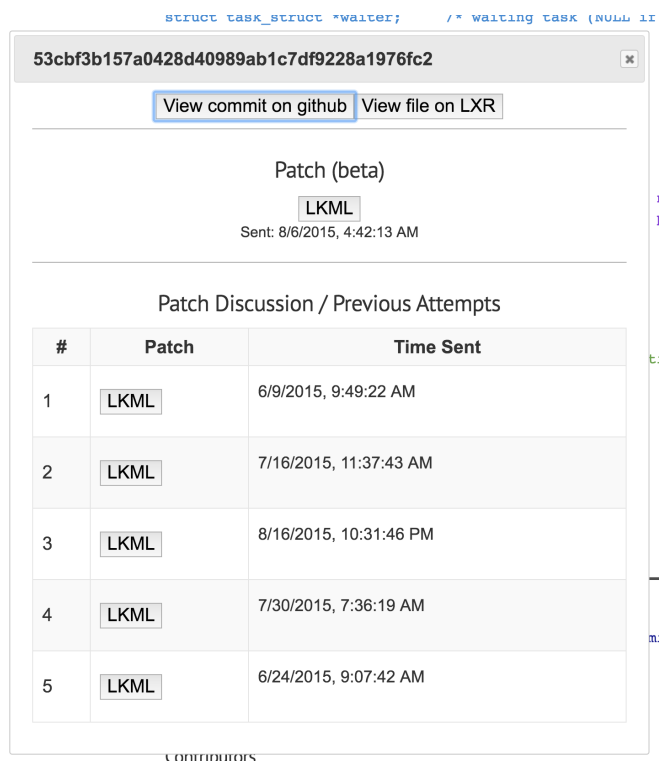 struct task_struct *waiter; /* waiting task (NULL if
53cbf3b157a0428d40989ab1c7df9228a1976fc2
View commit on github View file on LXR
Patch (beta)
LKML
Sent: 8/6/2015, 4:42:13 AM
Patch Discussion / Previous Attempts
# Patch Time Sent
1 LKML 6/9/2015, 9:49:22 AM
2 LKML 7/16/2015, 11:37:43 AM
3 LKML 8/16/2015, 10:31:46 PM
4 LKML 7/30/2015, 7:36:19 AM
5 LKML 6/24/2015, 9:07:42 AM
Contributors